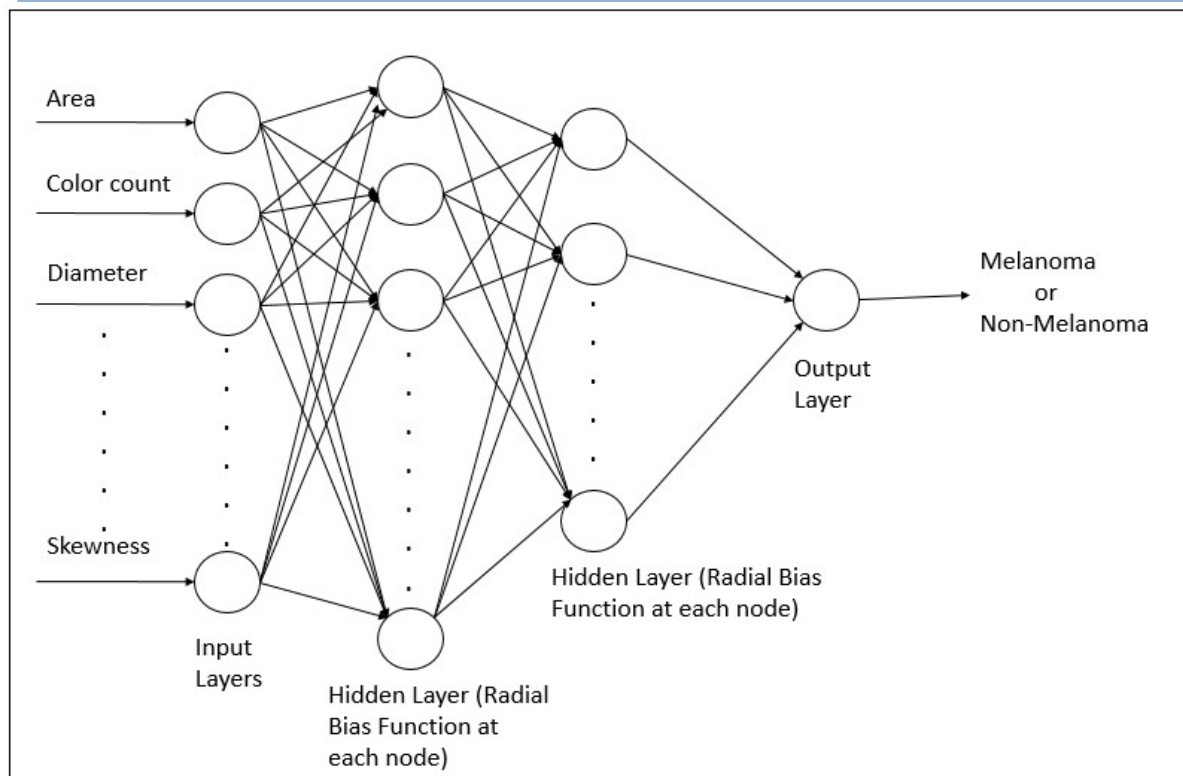 Area
Color count
Diameter
Skewness
Input
Layers
Hidden Layer (Radial
Bias Function at
each node)
Hidden Layer (Radial Bias
Function at each node)
Output
Layer
Melanoma
or
Non-Melanoma